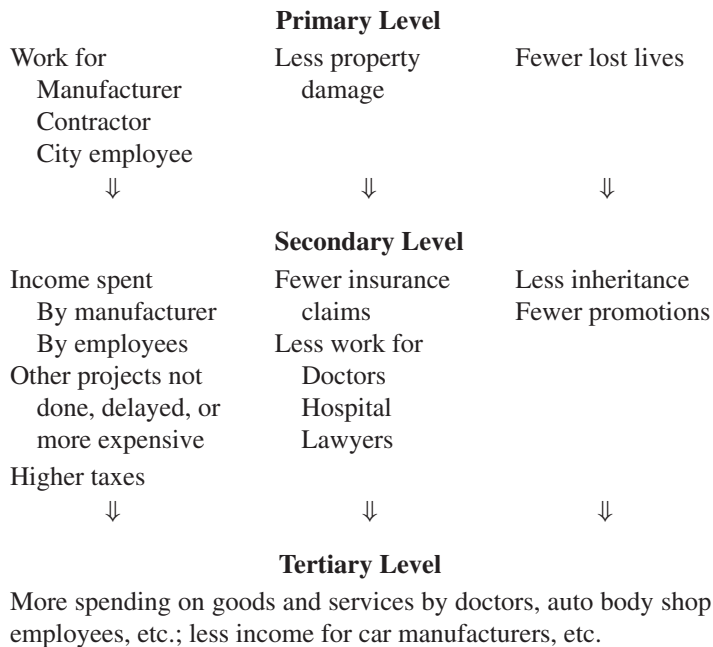 Primary Level
Work for
Manufacturer
Contractor
City employee
Less property
damage
Fewer lost lives
⇓ ⇓ ⇓
Secondary Level
Income spent
By manufacturer
By employees
Other projects not
done, delayed, or
more expensive
Higher taxes
Fewer insurance
claims
Less work for
Doctors
Hospital
Lawyers
Less inheritance
Fewer promotions
⇓ ⇓ ⇓
Tertiary Level
More spending on goods and services by doctors, auto body shop
employees, etc.; less income for car manufacturers, etc.